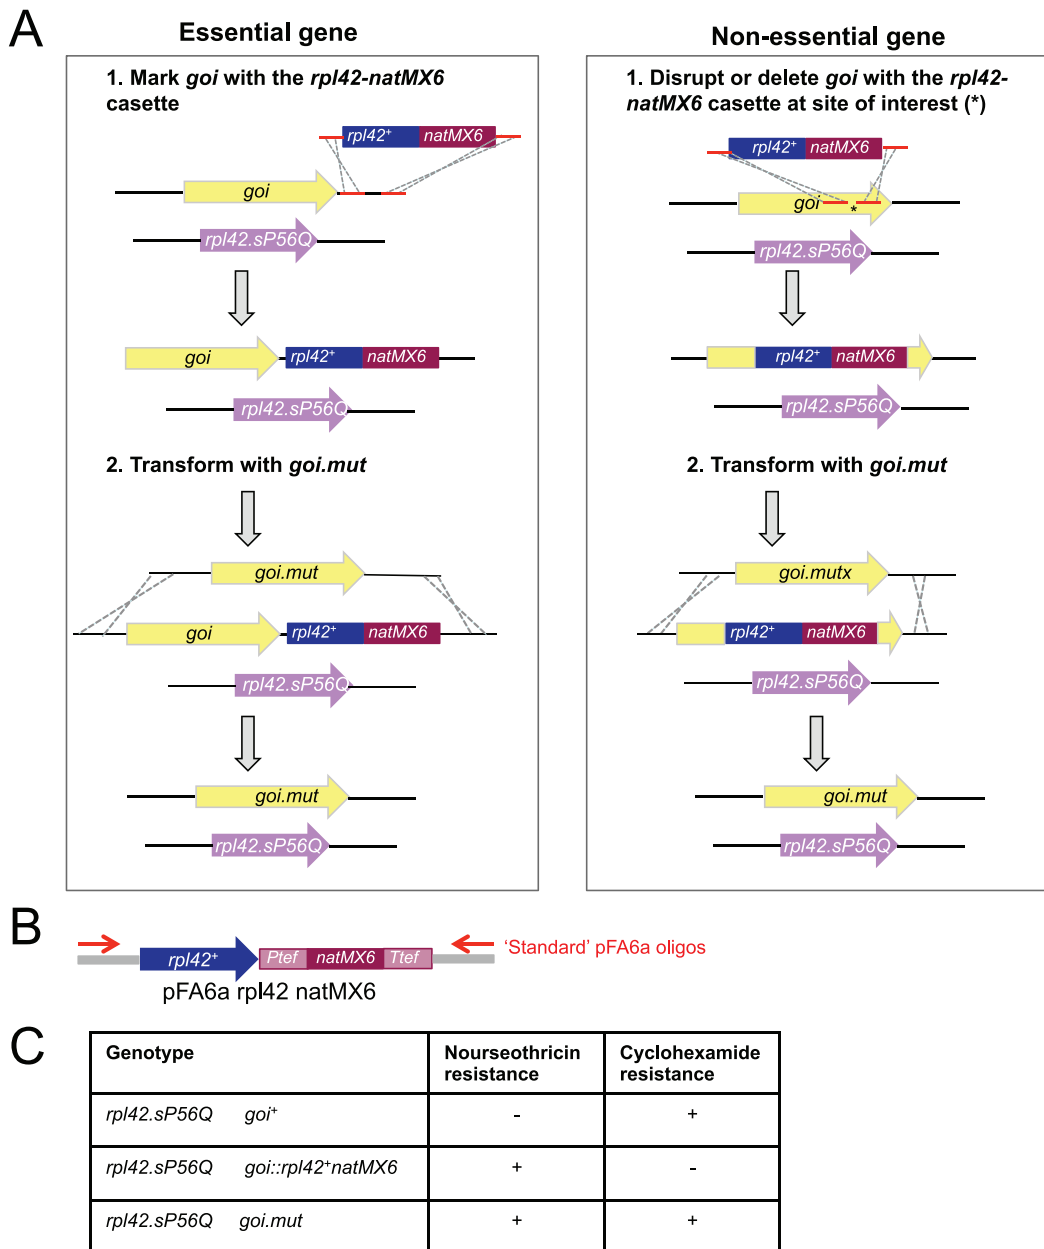 A
Essential gene
1. Mark goi with the rpl42-natMX6
casette
rpl42+ natMX6
goi
rpl42.sP56Q
goi rpl42+ natMX6
rpl42.sP56Q
2. Transform with goi.mut
goi.mut
goi rpl42+ natMX6
rpl42.sP56Q
goi.mut
rpl42.sP56Q
Non-essential gene
1. Disrupt or delete goi with the rpl42-
natMX6 casette at site of interest (*)
rpl42+ natMX6
goi *
rpl42.sP56Q
rpl42+ natMX6
rpl42.sP56Q
2. Transform with goi.mut
goi.mutx
rpl42+ natMX6
rpl42.sP56Q
goi.mut
rpl42.sP56Q
B
rpl42+ Ptef natMX6 Ttef
'Standard' pFA6a oligos
pFA6a rpl42 natMX6
C
Genotype Nourseothricin resistance Cyclohexamide resistance
rpl42.sP56Q goi+ - +
rpl42.sP56Q goi::rpl42+natMX6 + -
rpl42.sP56Q goi.mut + +